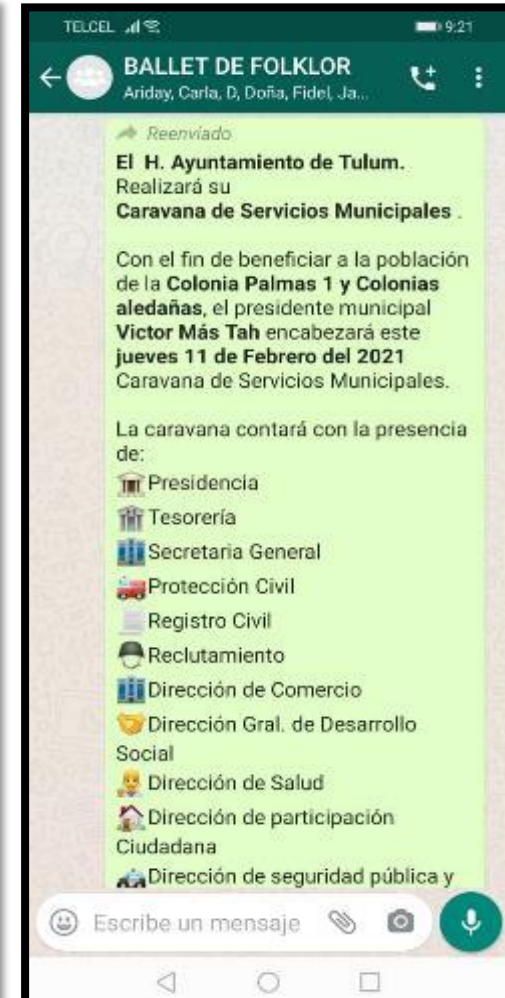 TELCEL 9:21
BALLET DE FOLKLOR
Ariday, Carla, D, Doña, Fidel, Ja...
Reenviado
El H. Ayuntamiento de Tulum.
Realizará su
Caravana de Servicios Municipales .
Con el fin de beneficiar a la población
de la Colonia Palmas 1 y Colonias
aledañas, el presidente municipal
Victor Más Tah encabezará este
jueves 11 de Febrero del 2021
Caravana de Servicios Municipales.
La caravana contará con la presencia
de:
Presidencia
Tesorería
Secretaria General
Protección Civil
Registro Civil
Reclutamiento
Dirección de Comercio
Dirección Gral. de Desarrollo
Social
Dirección de Salud
Dirección de participación
Ciudadana
Dirección de seguridad pública y
Escribe un mensaje